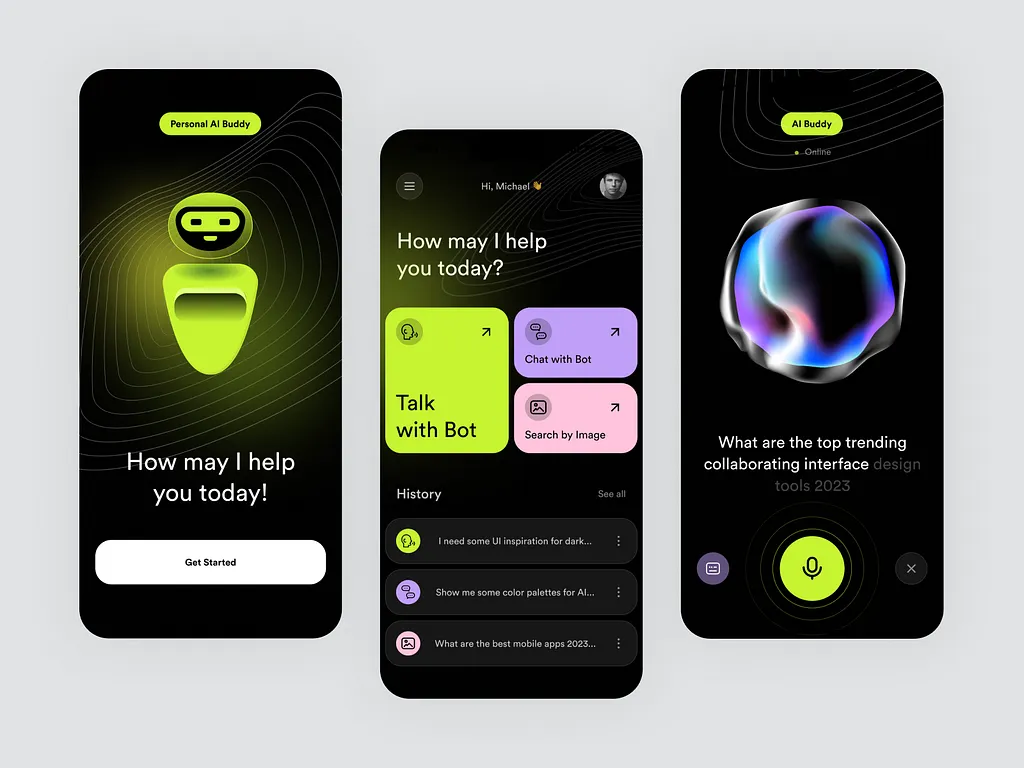 Personal AI Buddy
How may I help
you today!
Get Started
Hi, Michael 👋
How may I help
you today?
Talk
with Bot
Chat with Bot
Search by Image
History
See all
I need some UI inspiration for dark...
Show me some color palettes for AI...
What are the best mobile apps 2023...
AI Buddy
Online
What are the top trending
collaborating interface design
tools 2023